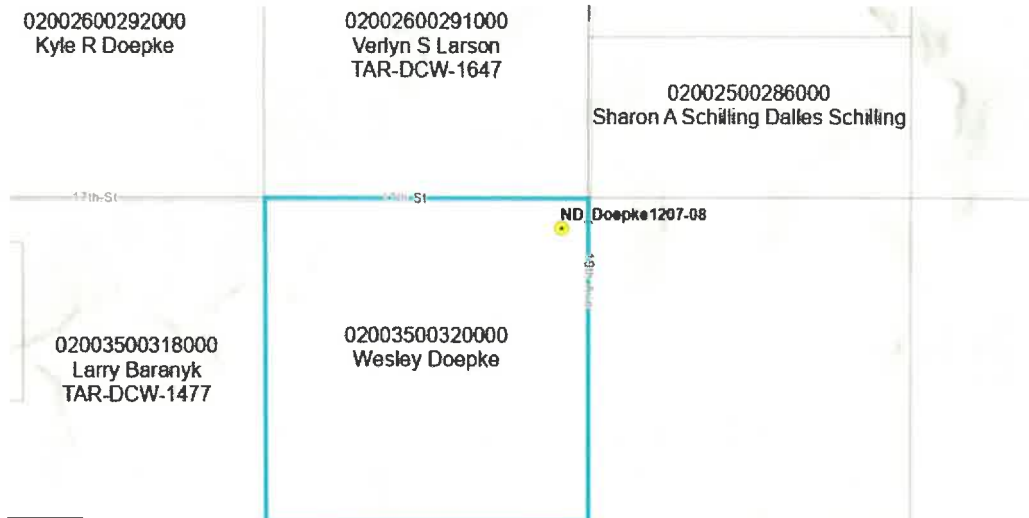 02002600292000
Kyle R Doepke
02002600291000
Verlyn S Larson
TAR-DCW-1647
02002500286000
Sharon A Schilling Dalles Schilling
17th St
St
ND_Doepke1207-08
02003500318000
Larry Baranyk
TAR-DCW-1477
02003500320000
Wesley Doepke